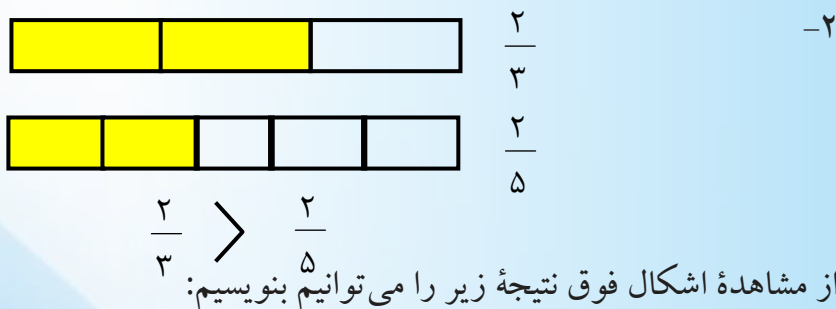 ۲-
۲/۳
۲/۵
۲/۳ > ۲/۵
از مشاهدهٔ اشکال فوق نتیجهٔ زیر را می‌توانیم بنویسیم: